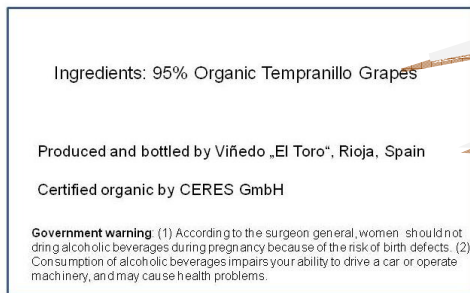 Ingredients: 95% Organic Tempranillo Grapes
Produced and bottled by Viñedo „El Toro“, Rioja, Spain
Certified organic by CERES GmbH
Government warning: (1) According to the surgeon general, women should not
dring alcoholic beverages during pregnancy because of the risk of birth defects. (2)
Consumption of alcoholic beverages impairs your ability to drive a car or operate
machinery, and may cause health problems.